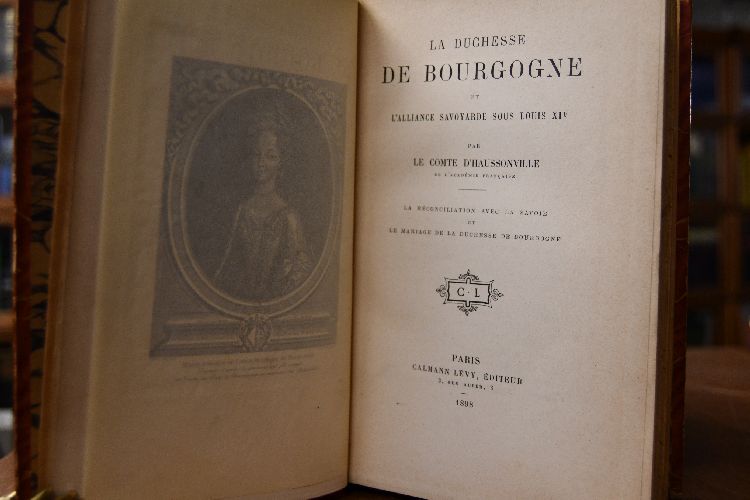 LA DUCHESSE
DE BOURGOGNE
ET
L'ALLIANCE SAVOYARDE SOUS LOUIS XIV
PAR
LE COMTE D'HAUSSONVILLE
DE L'ACADÉMIE FRANÇAISE
LA RÉCONCILIATION AVEC LA SAVOIE
ET
LE MARIAGE DE LA DUCHESSE DE BOURGOGNE
C · L
PARIS
CALMANN LÉVY, ÉDITEUR
3, RUE AUBER, 3
1898